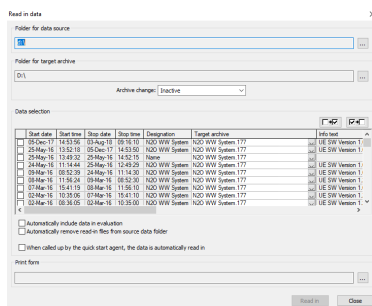 Read in data
Folder for data source
D:\
...
Folder for target archive
D:\
...
Archive change: Inactive
Data selection
Start date Start time Stop date Stop time Designation Target archive Info text
05-Dec-17 14:53:56 03-Aug-18 09:16:10 N2O WW System N2O WW System.177 ... UE SW Version 1.
25-May-16 13:52:18 05-Dec-17 14:53:50 N2O WW System N2O WW System.177 ... UE SW Version 1.
25-May-16 13:49:32 25-May-16 14:52:15 Name N2O WW System.177 ... UE SW Version 1.
24-May-16 11:14:44 25-May-16 12:49:29 N2O WW System N2O WW System.177 ... UE SW Version 1.
09-Mar-16 08:52:39 24-May-16 11:14:30 N2O WW System N2O WW System.177 ... UE SW Version 1.
08-Mar-16 11:56:24 09-Mar-16 08:52:30 N2O WW System N2O WW System.177 ... UE SW Version 1.
07-Mar-16 15:41:19 08-Mar-16 11:56:10 N2O WW System N2O WW System.177 ... UE SW Version 1.
02-Mar-16 10:35:06 07-Mar-16 15:41:10 N2O WW System N2O WW System.177 ... UE SW Version 1.
02-Mar-16 08:36:05 02-Mar-16 10:35:00 N2O WW System N2O WW System.177 ... UE SW Version 1.
Automatically include data in evaluation
Automatically remove read-in files from source data folder
When called up by the quick start agent, the data is automatically read in
Print form
...
Read in Close